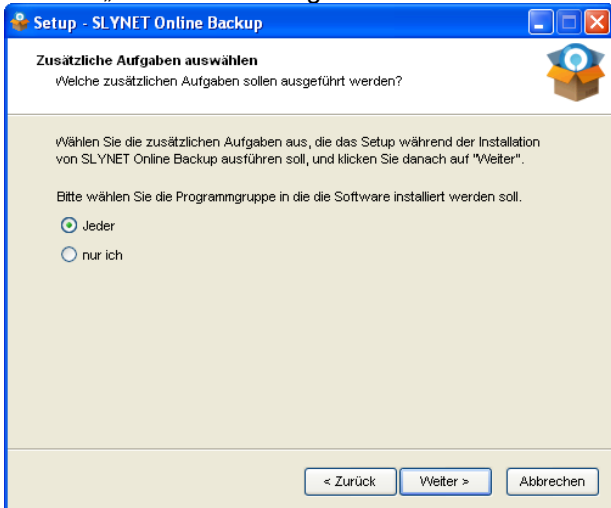 Setup - SLYNET Online Backup
Zusätzliche Aufgaben auswählen
Welche zusätzlichen Aufgaben sollen ausgeführt werden?
Wählen Sie die zusätzlichen Aufgaben aus, die das Setup während der Installation
von SLYNET Online Backup ausführen soll, und klicken Sie danach auf "Weiter".
Bitte wählen Sie die Programmgruppe in die die Software installiert werden soll.
Jeder
nur ich
< Zurück Weiter > Abbrechen